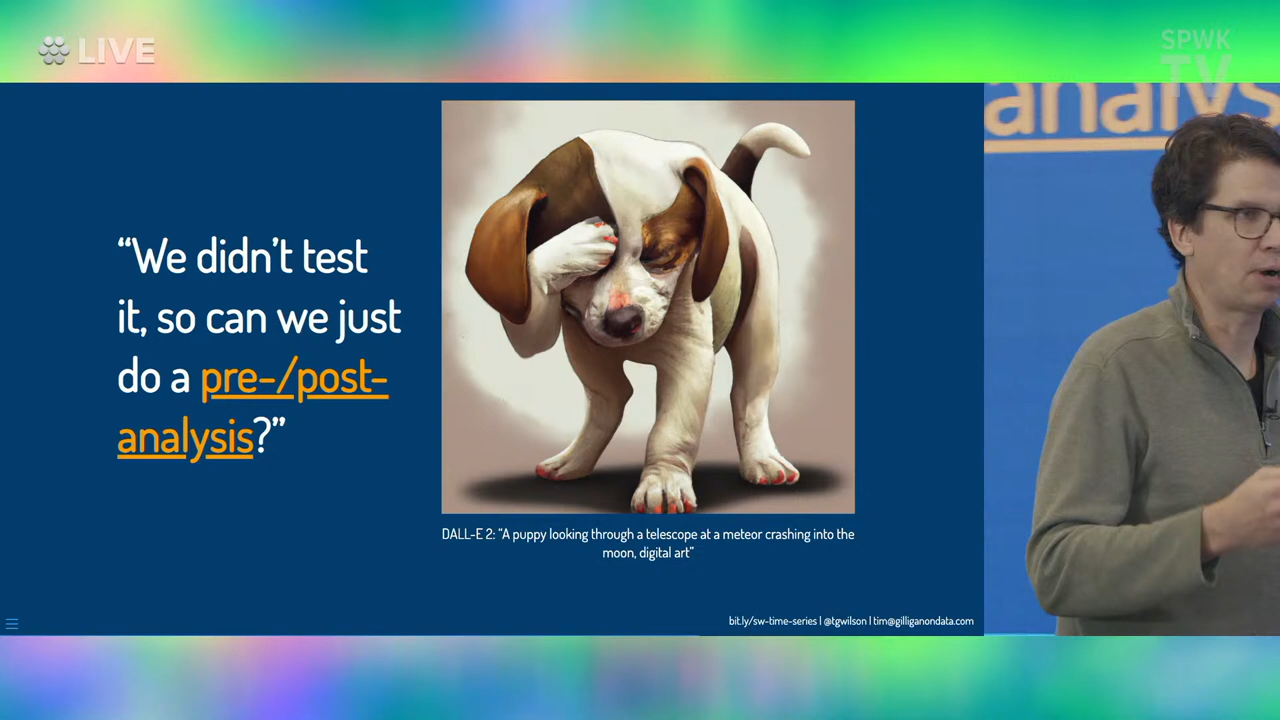 LIVE
SPWK
TV
analys
“We didn’t test
it, so can we just
do a pre-/post-
analysis?”
DALL-E 2: “A puppy looking through a telescope at a meteor crashing into the
moon, digital art”
bit.ly/sw-time-series | @tgwilson | tim@gilliganondata.com